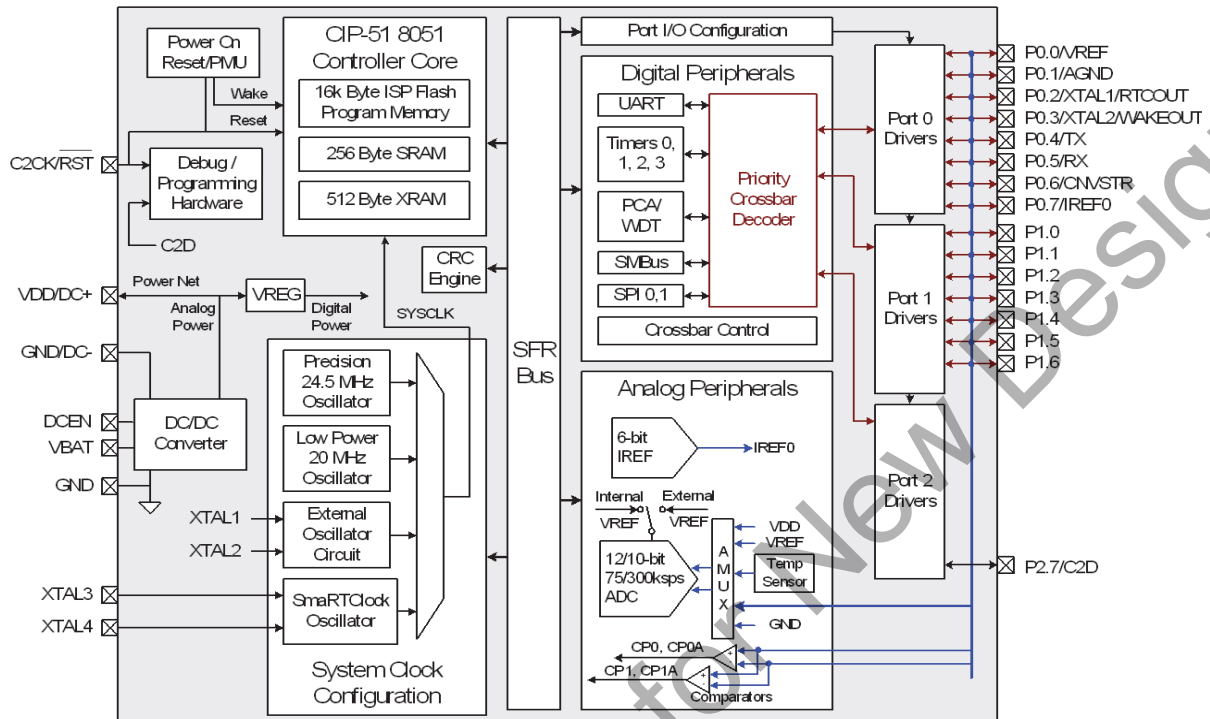 Power On
Reset/PMU
Wake
Reset
C2CK/RST
Debug /
Programming
Hardware
C2D
CIP-51 8051
Controller Core
16k Byte ISP Flash
Program Memory
256 Byte SRAM
512 Byte XRAM
CRC
Engine
VDD/DC+
Power Net
Analog
Power
VREG
Digital
Power
SYSCLK
GND/DC-
DCEN
VBAT
GND
DC/DC
Converter
XTAL1
XTAL2
XTAL3
XTAL4
Precision
24.5 MHz
Oscillator
Low Power
20 MHz
Oscillator
External
Oscillator
Circuit
SmaRTClock
Oscillator
System Clock
Configuration
SFR
Bus
Port I/O Configuration
Digital Peripherals
UART
Timers 0,
1, 2, 3
PCA/
WDT
SMBus
SPI 0,1
Priority
Crossbar
Decoder
Crossbar Control
Analog Peripherals
6-bit
IREF
IREF0
Internal
VREF
External
VREF
12/10-bit
75/300ksps
ADC
A
M
U
X
VDD
VREF
Temp
Sensor
GND
CP0, CP0A
CP1, CP1A
+
-
+
-
Comparators
Port 0
Drivers
Port 1
Drivers
Port 2
Drivers
P0.0/VREF
P0.1/AGND
P0.2/XTAL1/RTCOUT
P0.3/XTAL2/WAKEOUT
P0.4/TX
P0.5/RX
P0.6/CNVSTR
P0.7/IREF0
P1.0
P1.1
P1.2
P1.3
P1.4
P1.5
P1.6
P2.7/C2D
for New Desig